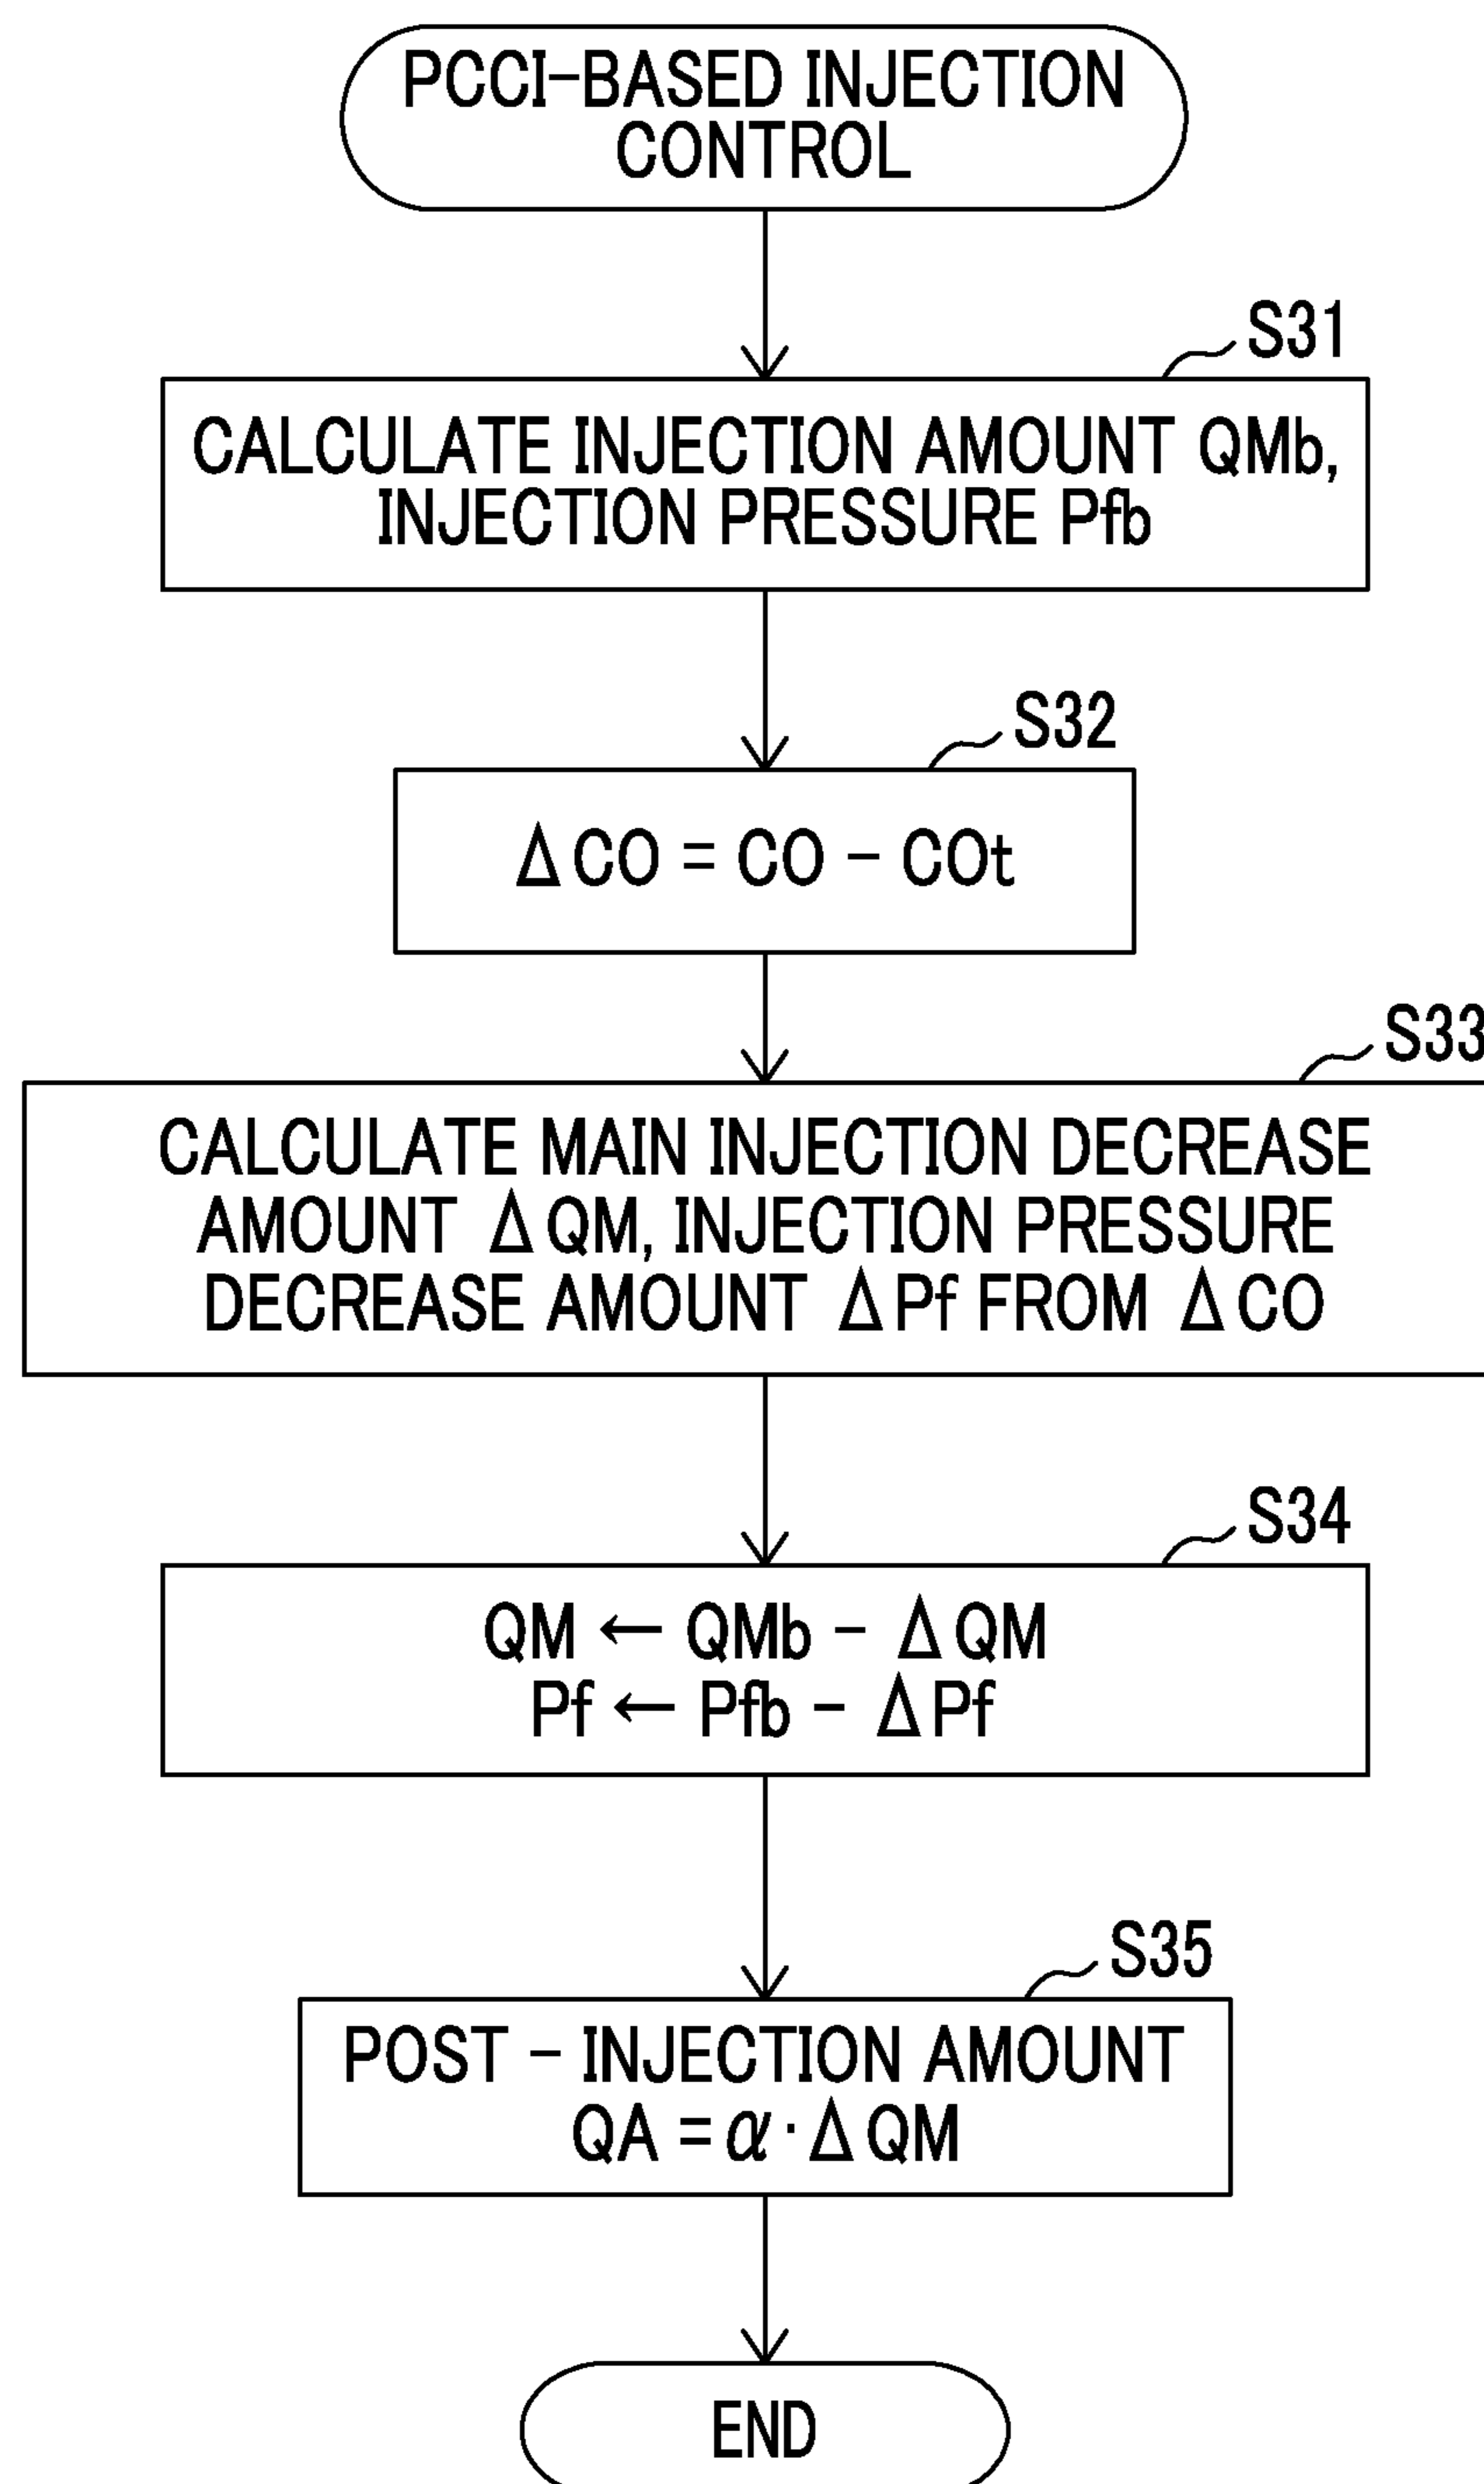 PCCI-BASED INJECTION
CONTROL
S31
CALCULATE INJECTION AMOUNT QMb,
INJECTION PRESSURE Pfb
S32
ΔCO = CO - COt
S33
CALCULATE MAIN INJECTION DECREASE
AMOUNT ΔQM, INJECTION PRESSURE
DECREASE AMOUNT ΔPf FROM ΔCO
S34
QM ← QMb - ΔQM
Pf ← Pfb - ΔPf
S35
POST - INJECTION AMOUNT
QA = α·ΔQM
END